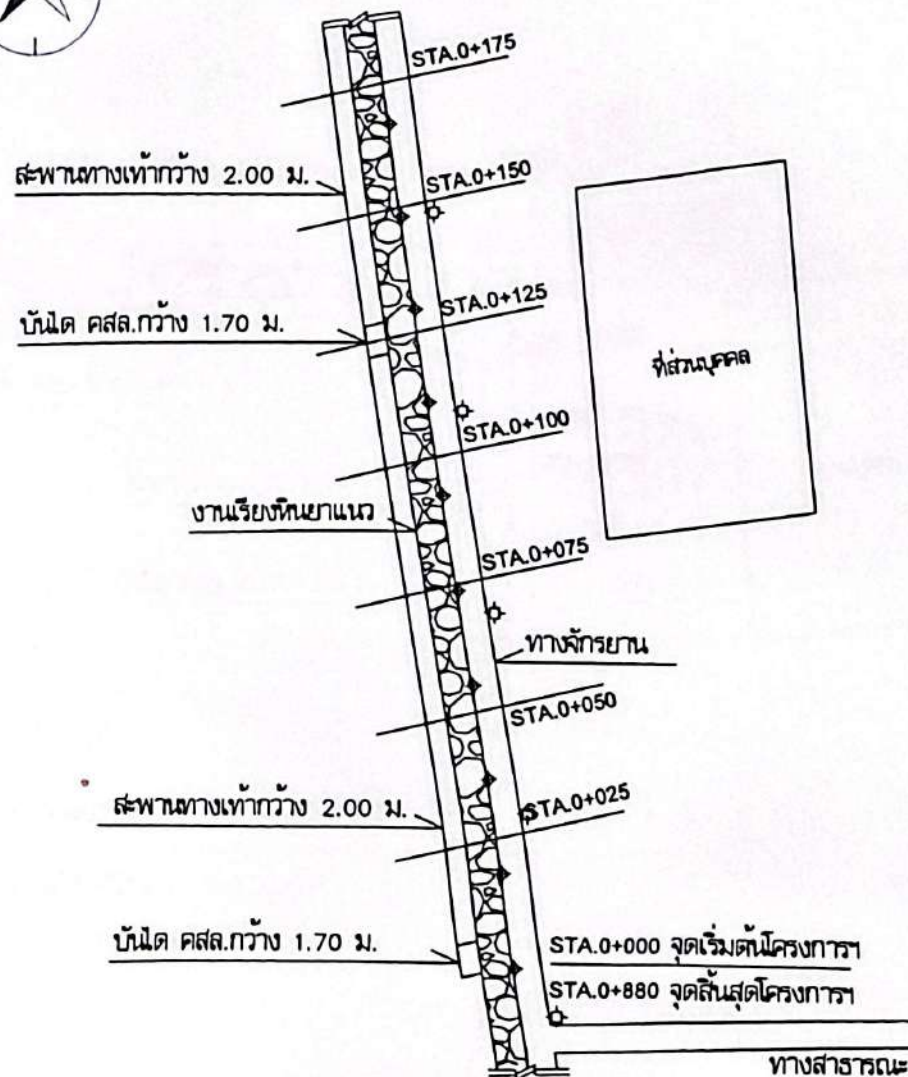 STA.0+175
สะพานทางเท้ากว้าง 2.00 ม.
STA.0+150
บันได คสล.กว้าง 1.70 ม.
STA.0+125
ที่ส่วนบุคคล
STA.0+100
งานเรียงหินยาแนว
STA.0+075
ทางจักรยาน
STA.0+050
สะพานทางเท้ากว้าง 2.00 ม.
STA.0+025
บันได คสล.กว้าง 1.70 ม.
STA.0+000 จุดเริ่มต้นโครงการฯ
STA.0+880 จุดสิ้นสุดโครงการฯ
ทางสาธารณะ